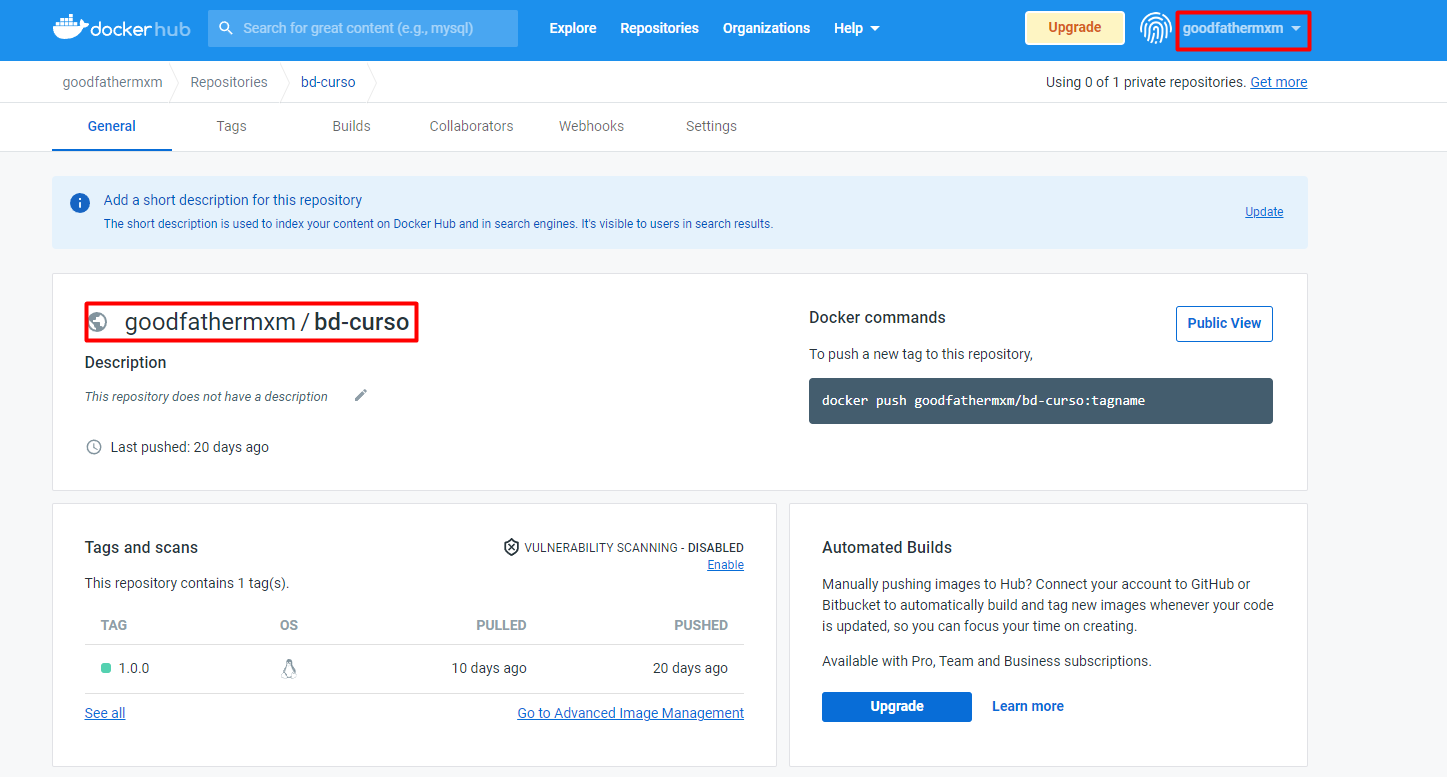 docker hub
Search for great content (e.g., mysql)
Explore
Repositories
Organizations
Help
Upgrade
goodfathermxm
goodfathermxm
Repositories
bd-curso
Using 0 of 1 private repositories. Get more
General
Tags
Builds
Collaborators
Webhooks
Settings
Add a short description for this repository
The short description is used to index your content on Docker Hub and in search engines. It's visible to users in search results.
Update
goodfathermxm / bd-curso
Description
This repository does not have a description
Last pushed: 20 days ago
Docker commands
Public View
To push a new tag to this repository,
docker push goodfathermxm/bd-curso:tagname
Tags and scans
VULNERABILITY SCANNING - DISABLED
Enable
This repository contains 1 tag(s).
TAG OS PULLED PUSHED
1.0.0 10 days ago 20 days ago
See all
Go to Advanced Image Management
Automated Builds
Manually pushing images to Hub? Connect your account to GitHub or
Bitbucket to automatically build and tag new images whenever your code
is updated, so you can focus your time on creating.
Available with Pro, Team and Business subscriptions.
Upgrade
Learn more